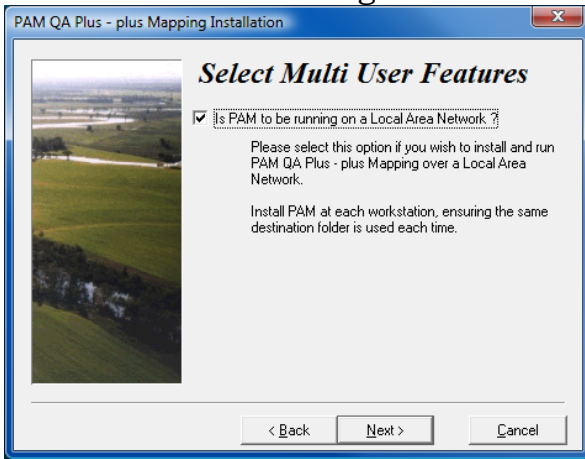 PAM QA Plus - plus Mapping Installation
Select Multi User Features
Is PAM to be running on a Local Area Network ?
Please select this option if you wish to install and run
PAM QA Plus - plus Mapping over a Local Area
Network.
Install PAM at each workstation, ensuring the same
destination folder is used each time.
< Back
Next >
Cancel